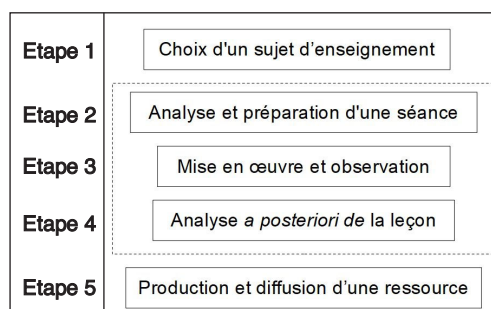 Etape 1 Choix d'un sujet d’enseignement
Etape 2 Analyse et préparation d'une séance
Etape 3 Mise en œuvre et observation
Etape 4 Analyse a posteriori de la leçon
Etape 5 Production et diffusion d’une ressource